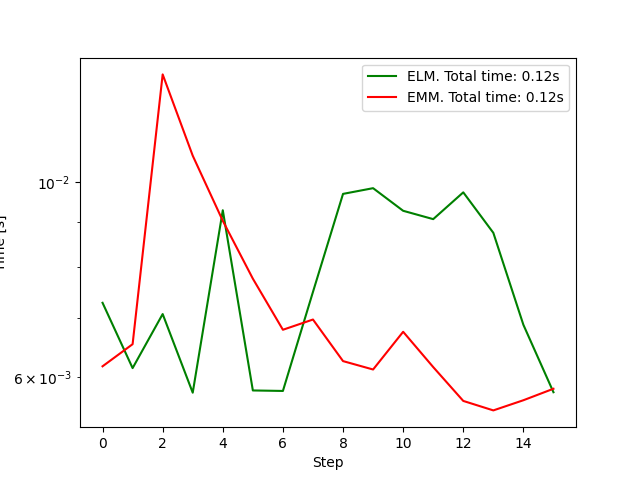 ELM. Total time: 0.12s
EMM. Total time: 0.12s
10⁻²
6 × 10⁻³
Time [s]
0 2 4 6 8 10 12 14
Step